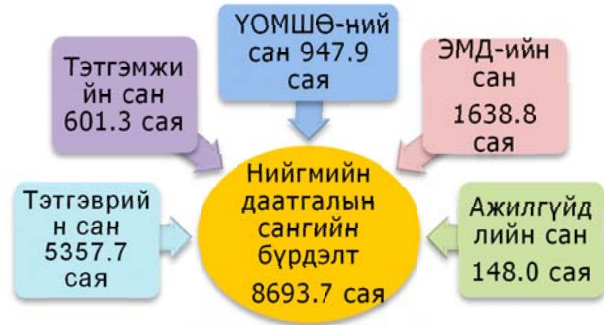 ҮОМШӨ-ний
сан 947.9
сая
Тэтгэмжи
йн сан
601.3 сая
ЭМД-ийн
сан
1638.8
сая
Тэтгэврий
н сан
5357.7
сая
Нийгмийн
даатгалын
сангийн
бүрдэлт
8693.7 сая
Ажилгүйд
лийн сан
148.0 сая